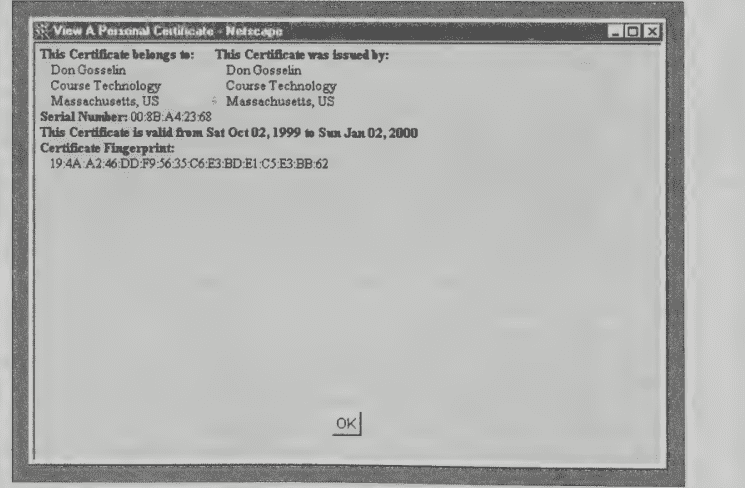 View A Personal Certificate - Netscape
This Certificate belongs to: This Certificate was issued by:
Don Gosselin Don Gosselin
Course Technology Course Technology
Massachusetts, US Massachusetts, US
Serial Number: 00:8B:A4:23:68
This Certificate is valid from Sat Oct 02, 1999 to Sun Jan 02, 2000
Certificate Fingerprint:
19:4A:A2:46:DD:F9:56:35:C6:E3:BD:E1:C5:E3:BB:62
OK